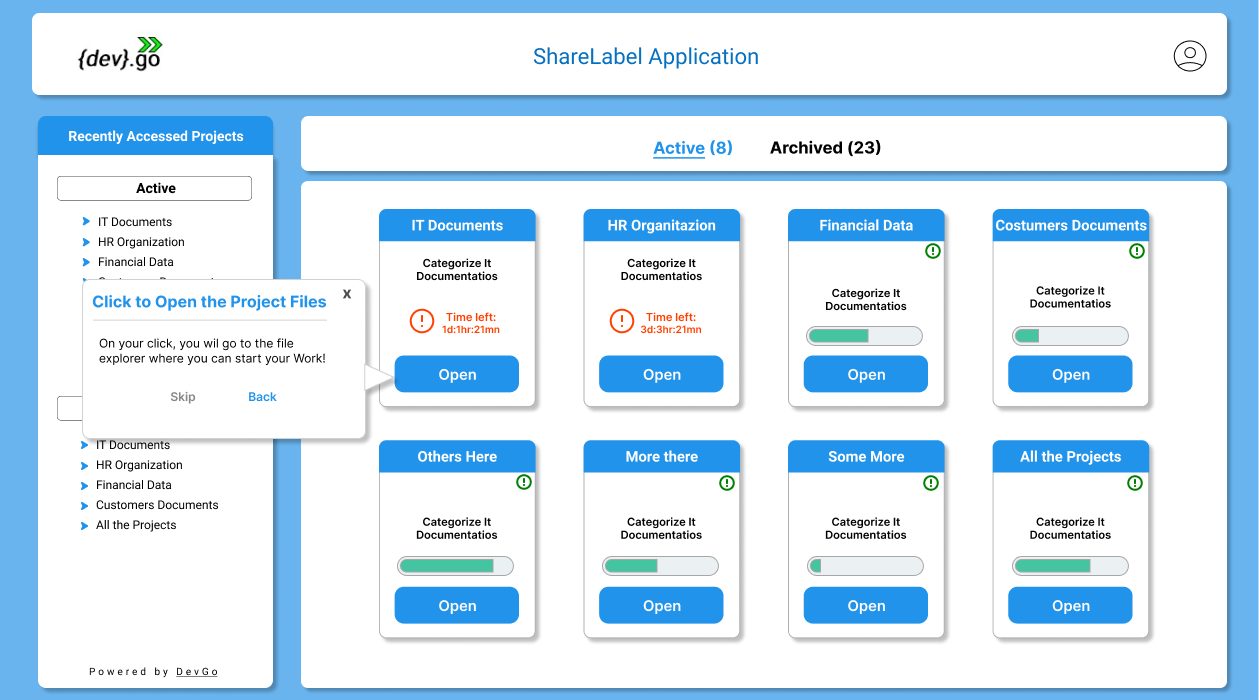 {dev}.go
ShareLabel Application
Recently Accessed Projects
Active
IT Documents
HR Organization
Financial Data
Click to Open the Project Files
X
On your click, you wil go to the file
explorer where you can start your Work!
Skip
Back
IT Documents
HR Organization
Financial Data
Customers Documents
All the Projects
Powered by DevGo
Active (8)
Archived (23)
IT Documents
Categorize It
Documentatios
Time left:
1d:1hr:21mn
Open
HR Organitazion
Categorize It
Documentatios
Time left:
3d:3hr:21mn
Open
Financial Data
Categorize It
Documentatios
Open
Costumers Documents
Categorize It
Documentatios
Open
Others Here
Categorize It
Documentatios
Open
More there
Categorize It
Documentatios
Open
Some More
Categorize It
Documentatios
Open
All the Projects
Categorize It
Documentatios
Open